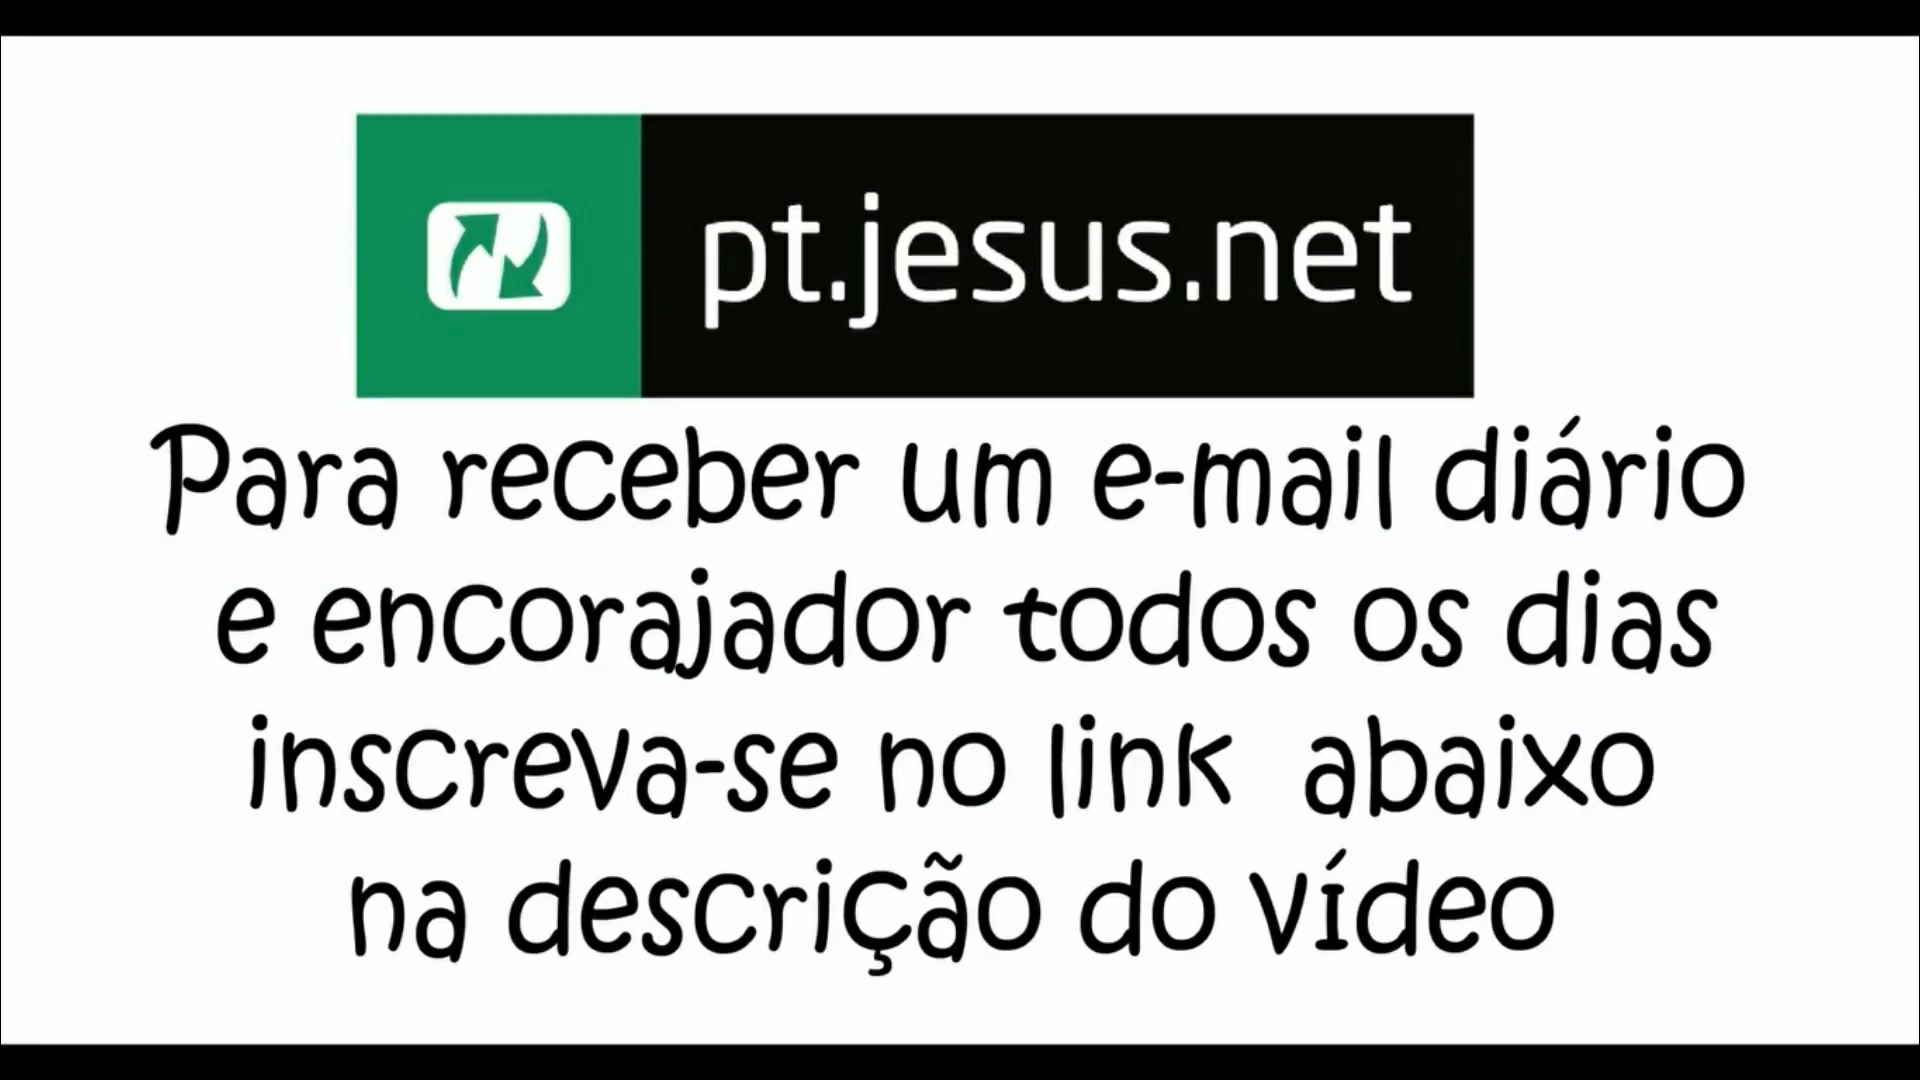 pt.jesus.net
Para receber um e-mail diário
e encorajador todos os dias
inscreva-se no link abaixo
na descrição do vídeo